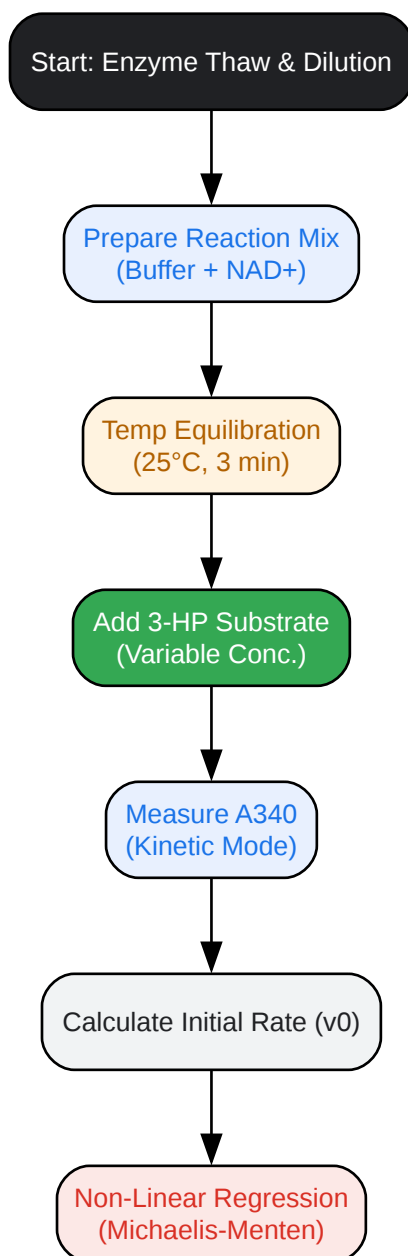 Start: Enzyme Thaw & Dilution
Prepare Reaction Mix
(Buffer + NAD+)
Temp Equilibration
(25°C, 3 min)
Add 3-HP Substrate
(Variable Conc.)
Measure A340
(Kinetic Mode)
Calculate Initial Rate (v0)
Non-Linear Regression
(Michaelis-Menten)